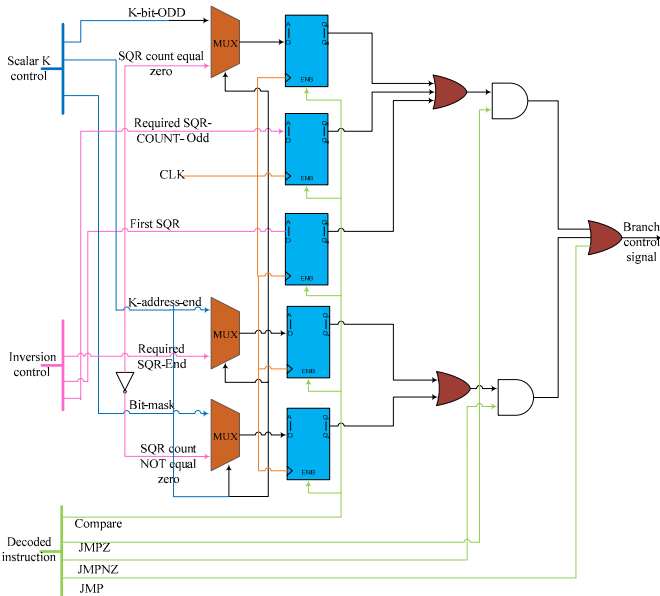 K-bit-ODD
Scalar K
control
SQR count equal
zero
MUX
ENB
Required SQR-
COUNT-Odd
CLK
ENB
First SQR
ENB
Branch
control
signal
K-address-end
MUX
Required
SQR-End
ENB
Inversion
control
Bit-mask
MUX
SQR count
NOT equal
zero
ENB
Compare
Decoded
instruction
JMPZ
JMPNZ
JMP